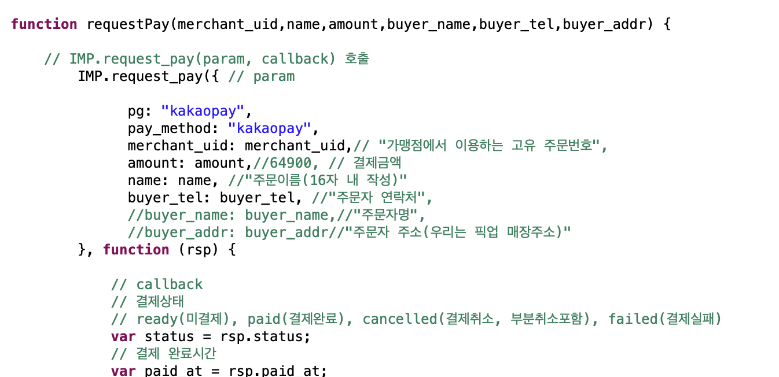 function requestPay(merchant_uid,name,amount,buyer_name,buyer_tel,buyer_addr) {
// IMP.request_pay(param, callback) 호출
IMP.request_pay({ // param
pg: "kakaopay",
pay_method: "kakaopay",
merchant_uid: merchant_uid,// "가맹점에서 이용하는 고유 주문번호",
amount: amount,//64900, // 결제금액
name: name, //"주문이름(16자 내 작성)"
buyer_tel: buyer_tel, //"주문자 연락처",
//buyer_name: buyer_name,//"주문자명",
//buyer_addr: buyer_addr//"주문자 주소(우리는 픽업 매장주소)"
}, function (rsp) {
// callback
// 결제상태
// ready(미결제), paid(결제완료), cancelled(결제취소, 부분취소포함), failed(결제실패)
var status = rsp.status;
// 결제 완료시간
var paid_at = rsp.paid_at;